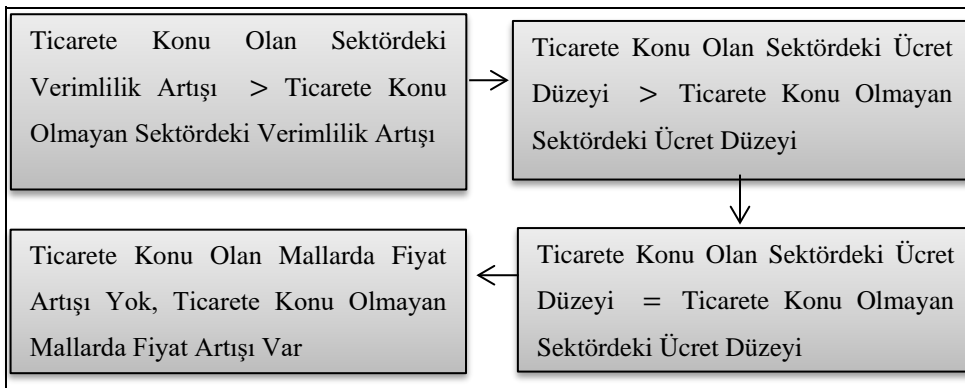 Ticarete Konu Olan Sektördeki
Verimlilik Artışı > Ticarete Konu
Olmayan Sektördeki Verimlilik Artışı
Ticarete Konu Olan Sektördeki Ücret
Düzeyi > Ticarete Konu Olmayan
Sektördeki Ücret Düzeyi
Ticarete Konu Olan Sektördeki Ücret
Düzeyi = Ticarete Konu Olmayan
Sektördeki Ücret Düzeyi
Ticarete Konu Olan Mallarda Fiyat
Artışı Yok, Ticarete Konu Olmayan
Mallarda Fiyat Artışı Var